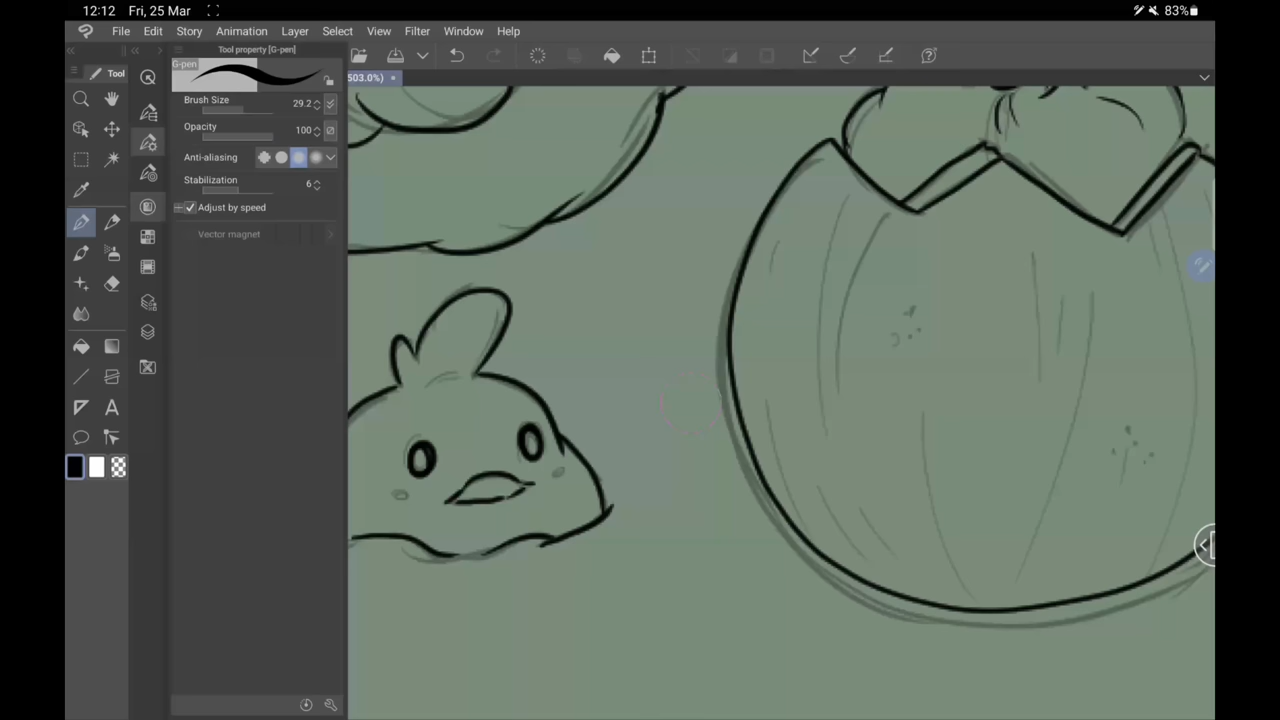 12:12 Fri, 25 Mar 83%
File Edit Story Animation Layer Select View Filter Window Help
Tool property [G-pen]
Tool
G-pen
503.0%)
Brush Size 29.2
Opacity 100
Anti-aliasing
Stabilization 6
Adjust by speed
Vector magnet